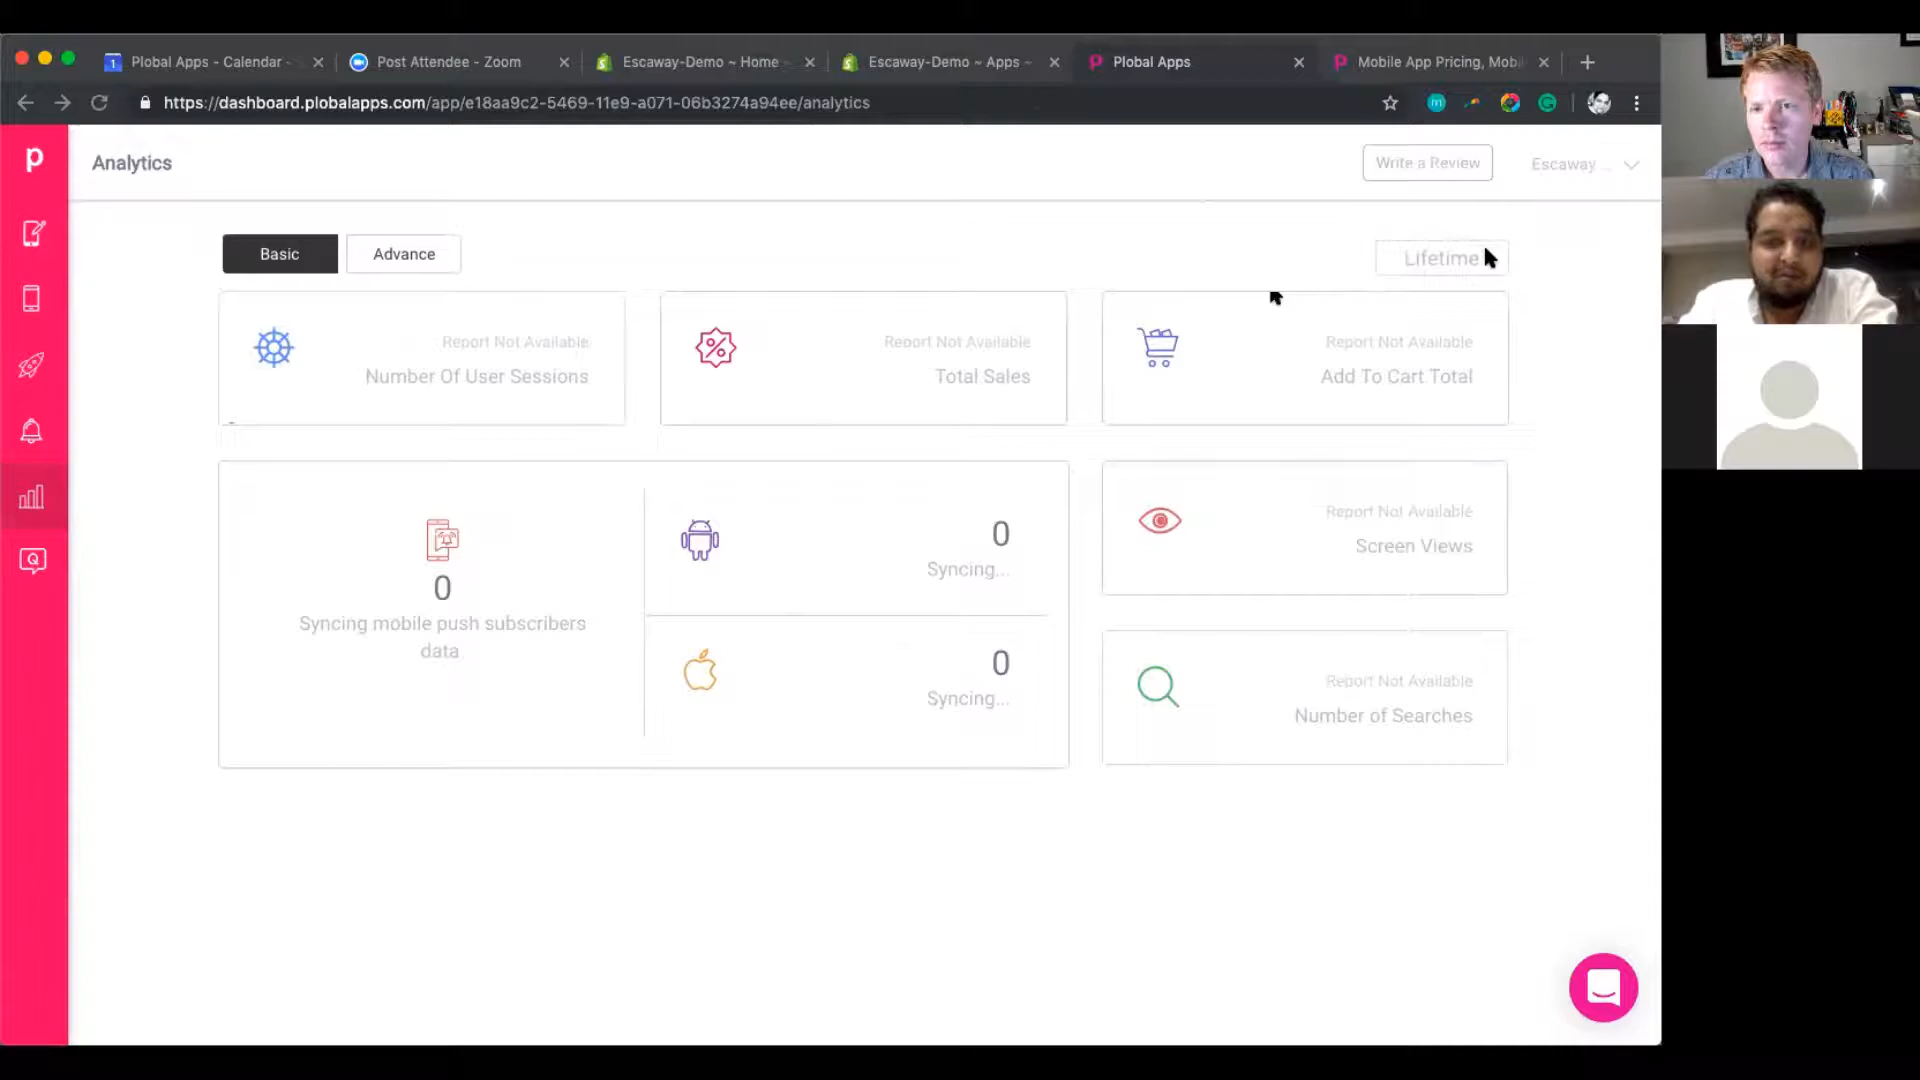 1
Plobal Apps - Calendar -
Post Attendee - Zoom
Escaway-Demo ~ Home
Escaway-Demo ~ Apps ~
Plobal Apps
Mobile App Pricing, Mobi
https://dashboard.plobalapps.com/app/e18aa9c2-5469-11e9-a071-06b3274a94ee/analytics
m
p
Analytics
Write a Review
Escaway ...
Basic
Advance
Lifetime
Report Not Available
Number Of User Sessions
Report Not Available
Total Sales
Report Not Available
Add To Cart Total
0
Syncing mobile push subscribers
data
0
Syncing...
0
Syncing...
Report Not Available
Screen Views
Report Not Available
Number of Searches
Q